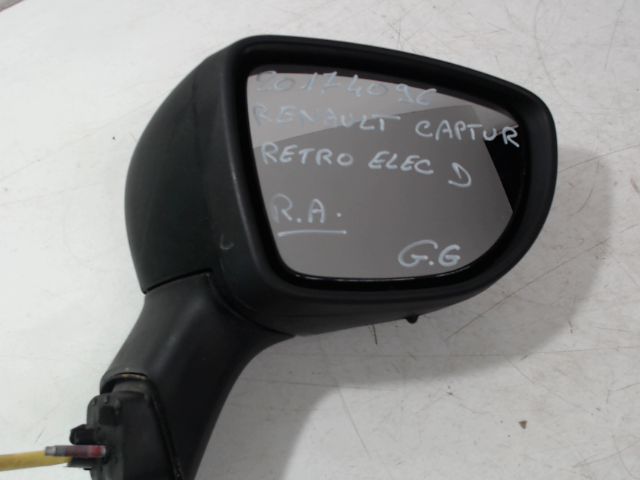 20174096
RENAULT CAPTUR
RETRO ELEC D
R.A.
G.G